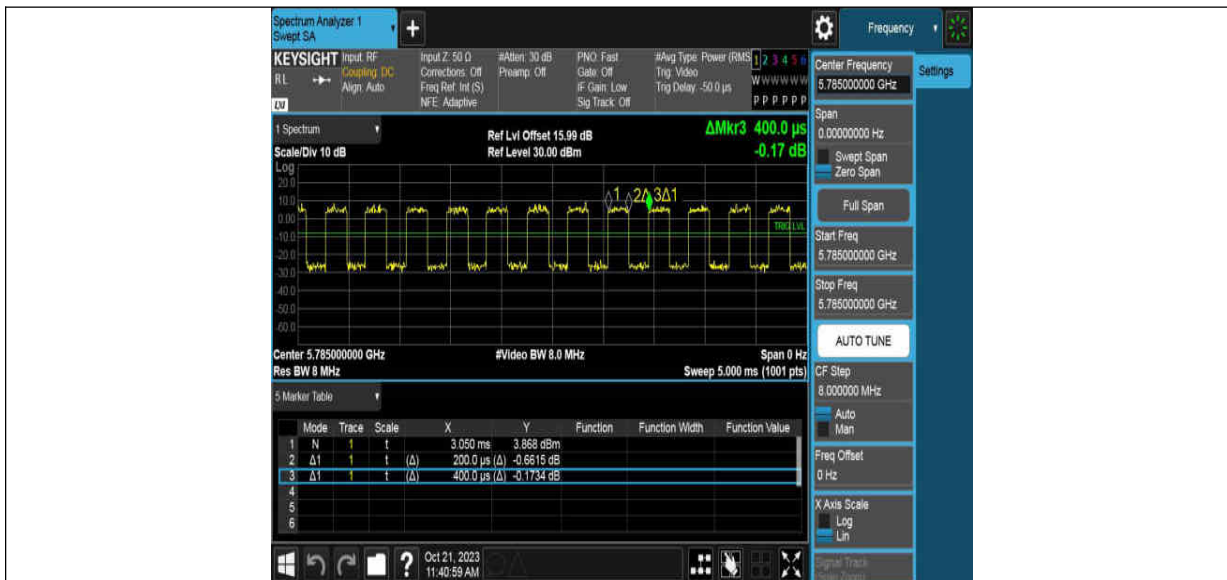 Spectrum Analyzer 1
Swept SA
+
Frequency
KEYSIGHT
RL
LXI
Input: RF
Coupling: DC
Align: Auto
Input Z: 50 Ω
Corrections: Off
Freq Ref: Int (S)
NFE: Adaptive
#Atten: 30 dB
Preamp: Off
PNO: Fast
Gate: Off
IF Gain: Low
Sig Track: Off
#Avg Type: Power (RMS
Trig: Video
Trig Delay: -50.0 µs
1 2 3 4 5 6
W W W W W W
P P P P P P
Center Frequency
5.785000000 GHz
Settings
1 Spectrum
Scale/Div 10 dB
Ref Lvl Offset 15.99 dB
Ref Level 30.00 dBm
ΔMkr3 400.0 µs
-0.17 dB
Log
20.0
10.0
0.00
-10.0
-20.0
-30.0
-40.0
-50.0
-60.0
1 2Δ 3Δ1
TRIG LVL
Center 5.785000000 GHz
#Video BW 8.0 MHz
Span 0 Hz
Res BW 8 MHz
Sweep 5.000 ms (1001 pts)
Span
0.00000000 Hz
Swept Span
Zero Span
Full Span
Start Freq
5.785000000 GHz
Stop Freq
5.785000000 GHz
AUTO TUNE
CF Step
8.000000 MHz
Auto
Man
Freq Offset
0 Hz
X Axis Scale
Log
Lin
Signal Track
5 Marker Table
Mode Trace Scale X Y Function Function Width Function Value
1 N 1 t 3.050 ms 3.868 dBm
2 Δ1 1 t (Δ) 200.0 µs (Δ) -0.6615 dB
3 Δ1 1 t (Δ) 400.0 µs (Δ) -0.1734 dB
4
5
6
?
Oct 21, 2023
11:40:59 AM